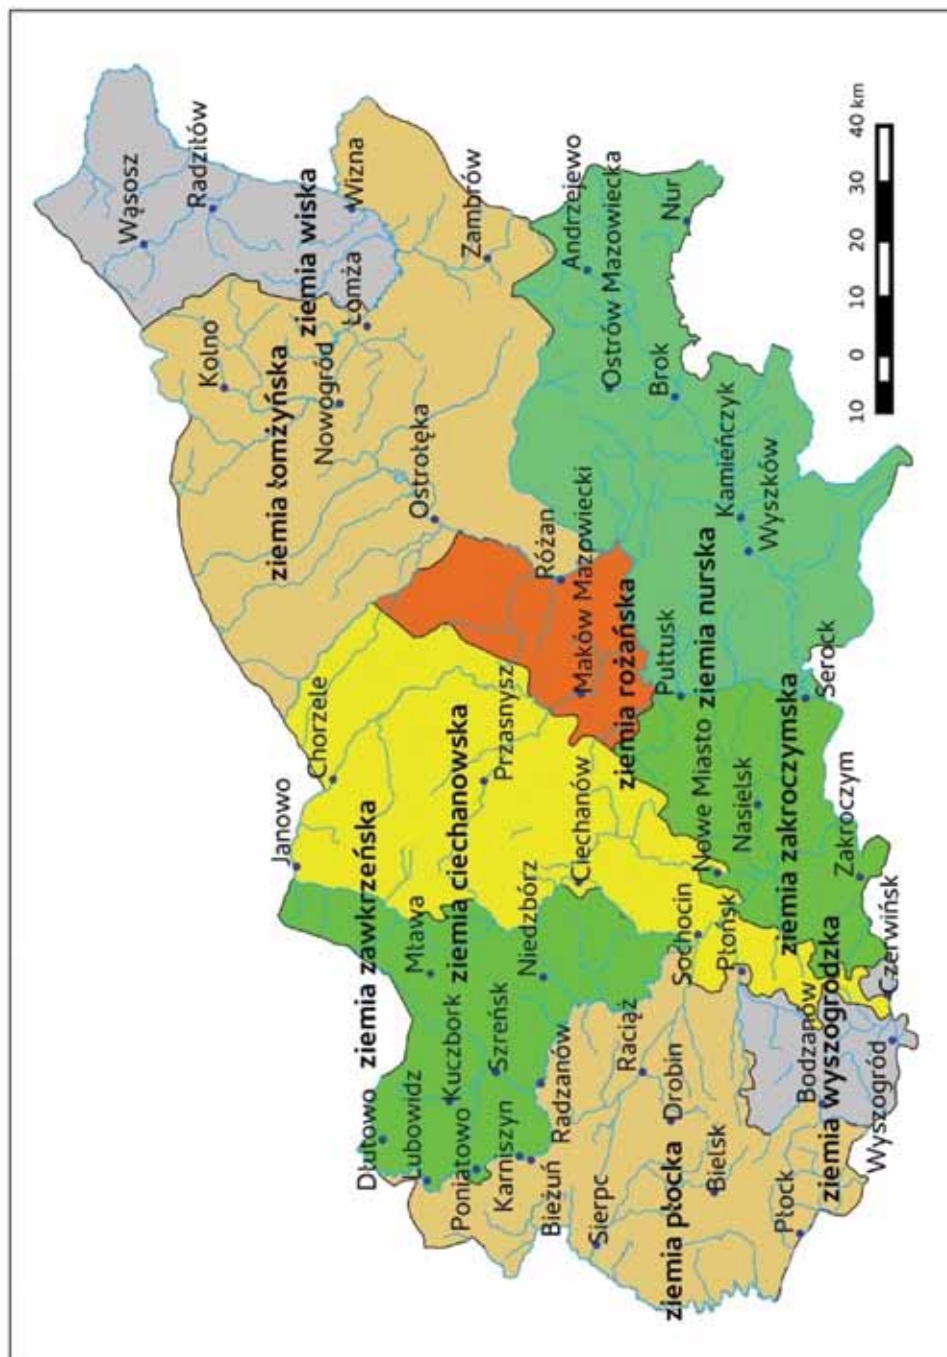 Wąsosz
Radziłów
Kolno
ziemia łomżyńska
ziemia wiska
Janowo
Chorzele
Nowogród
Łomża
Wizna
Dłutowo
ziemia zawkrzeńska
Lubowidz
Mława
Ostrołęka
Kuczbork
Poniatowo
ziemia ciechanowska
Zambrów
Szreńsk
Przasnysz
Karniszyn
Niedzbórz
Różan
Bieżuń
Radzanów
Ciechanów
Maków Mazowiecki
Andrzejewo
Sierpc
Raciąż
ziemia rożańska
Ostrów Mazowiecka
ziemia płocka
Drobin
Sochocin
Pułtusk
Brok
Nur
Bielsk
Płońsk
Nowe Miasto
ziemia nurska
Kamieńczyk
Nasielsk
Wyszków
Płock
Bodzanów
ziemia zakroczymska
ziemia wyszogrodzka
Serock
Zakroczym
Wyszogród
Czerwińsk
10 0 10 20 30 40 km